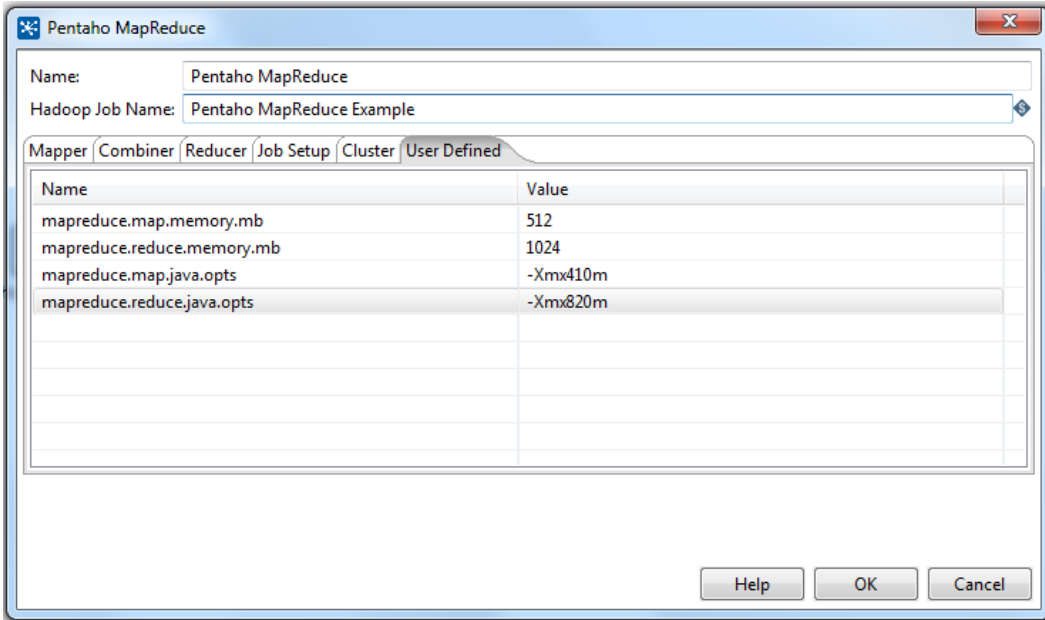 Pentaho MapReduce
Name: Pentaho MapReduce
Hadoop Job Name: Pentaho MapReduce Example
Mapper Combiner Reducer Job Setup Cluster User Defined
Name Value
mapreduce.map.memory.mb 512
mapreduce.reduce.memory.mb 1024
mapreduce.map.java.opts -Xmx410m
mapreduce.reduce.java.opts -Xmx820m
Help OK Cancel